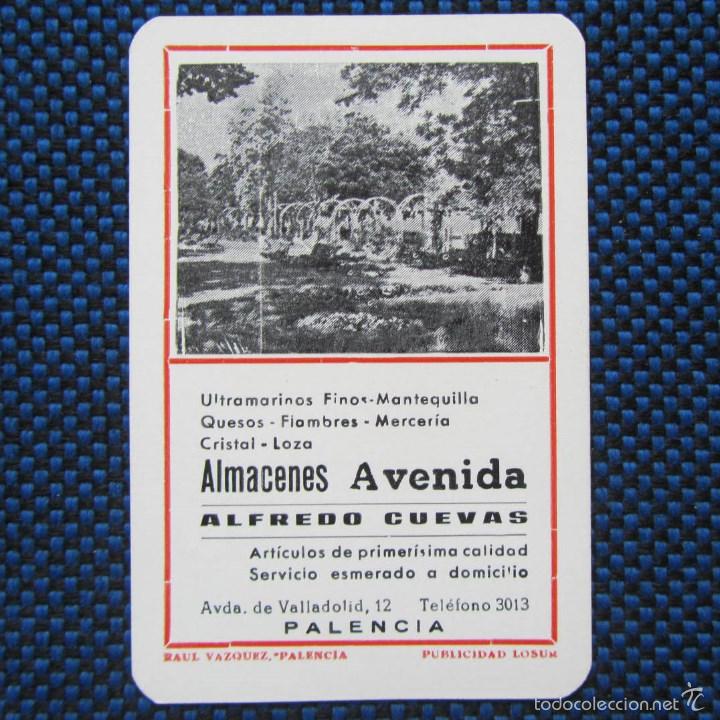 Ultramarinos Finos-Mantequilla
Quesos - Fiambres - Mercería
Cristal - Loza
Almacenes Avenida
ALFREDO CUEVAS
Artículos de primerísima calidad
Servicio esmerado a domicilio
Avda. de Valladolid, 12 Teléfono 3013
PALENCIA
RAUL VAZQUEZ,-PALENCIA PUBLICIDAD LOSUR
todocoleccion.net